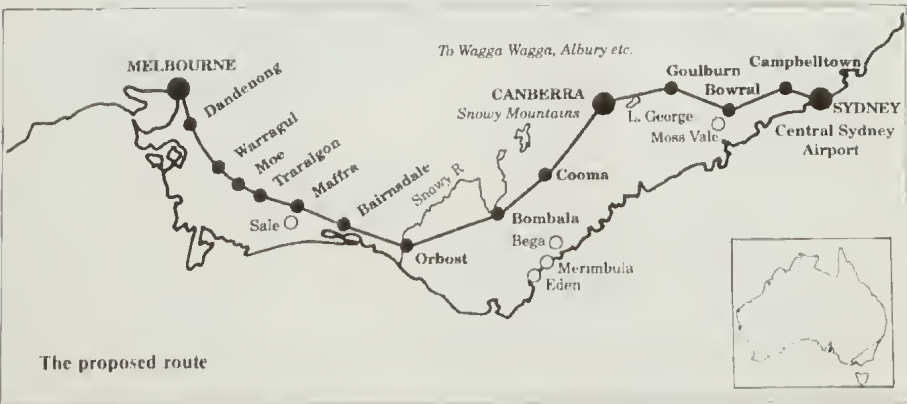 To Wagga Wagga, Albury etc.
MELBOURNE
Dandenong
Warragul
Moe
Traralgon
Maffra
Sale
Bairnsdale
Snowy R
Orbost
Bombala
Cooma
CANBERRA
Snowy Mountains
L. George
Goulburn
Bowral
Moss Vale
Campbelltown
SYDNEY
Central Sydney
Airport
Bega
Merimbula
Eden
The proposed route